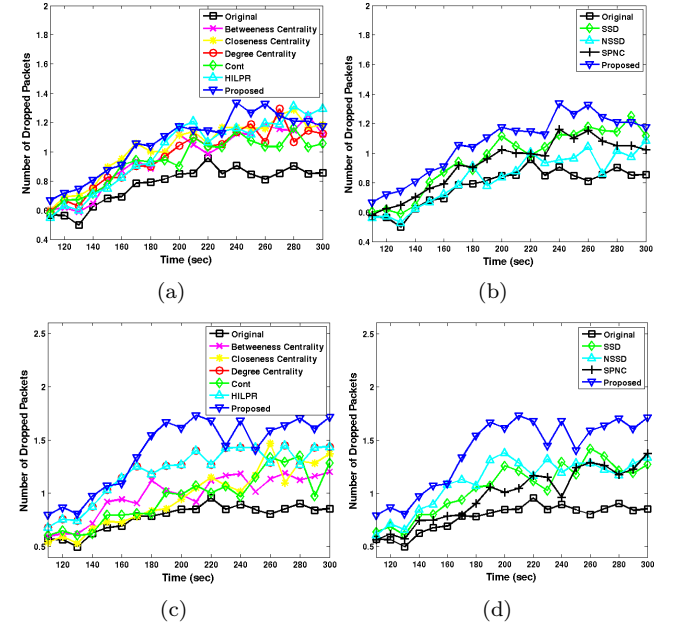 Original
Betweeness Centrality
Closeness Centrality
Degree Centrality
Cont
HILPR
Proposed
Number of Dropped Packets
2
1.8
1.6
1.4
1.2
1
0.8
0.6
0.4
120 140 160 180 200 220 240 260 280 300
Time (sec)
(a)
Original
SSD
NSSD
SPNC
Proposed
Number of Dropped Packets
2
1.8
1.6
1.4
1.2
1
0.8
0.6
0.4
120 140 160 180 200 220 240 260 280 300
Time (sec)
(b)
Original
Betweeness Centrality
Closeness Centrality
Degree Centrality
Cont
HILPR
Proposed
Number of Dropped Packets
2.5
2
1.5
1
0.5
120 140 160 180 200 220 240 260 280 300
Time (sec)
(c)
Original
SSD
NSSD
SPNC
Proposed
Number of Dropped Packets
2.5
2
1.5
1
0.5
120 140 160 180 200 220 240 260 280 300
Time (sec)
(d)